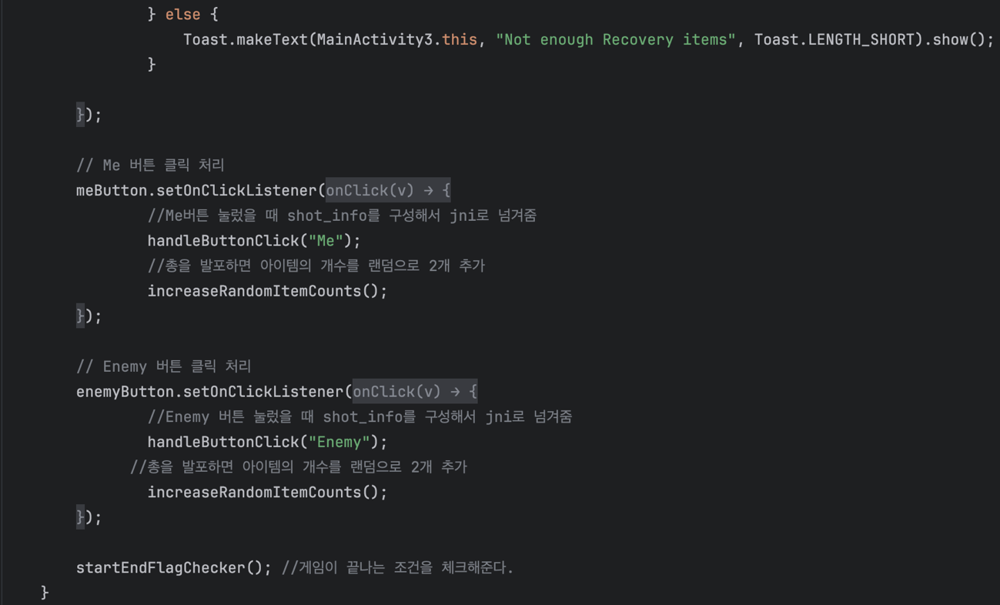 } else {
Toast.makeText(MainActivity3.this, "Not enough Recovery items", Toast.LENGTH_SHORT).show();
}
});
// Me 버튼 클릭 처리
meButton.setOnClickListener(onClick(v) → {
//Me버튼 눌렀을 때 shot_info를 구성해서 jni로 넘겨줌
handleButtonClick("Me");
//총을 발포하면 아이템의 개수를 랜덤으로 2개 추가
increaseRandomItemCounts();
});
// Enemy 버튼 클릭 처리
enemyButton.setOnClickListener(onClick(v) → {
//Enemy 버튼 눌렀을 때 shot_info를 구성해서 jni로 넘겨줌
handleButtonClick("Enemy");
//총을 발포하면 아이템의 개수를 랜덤으로 2개 추가
increaseRandomItemCounts();
});
startEndFlagChecker(); //게임이 끝나는 조건을 체크해준다.
}